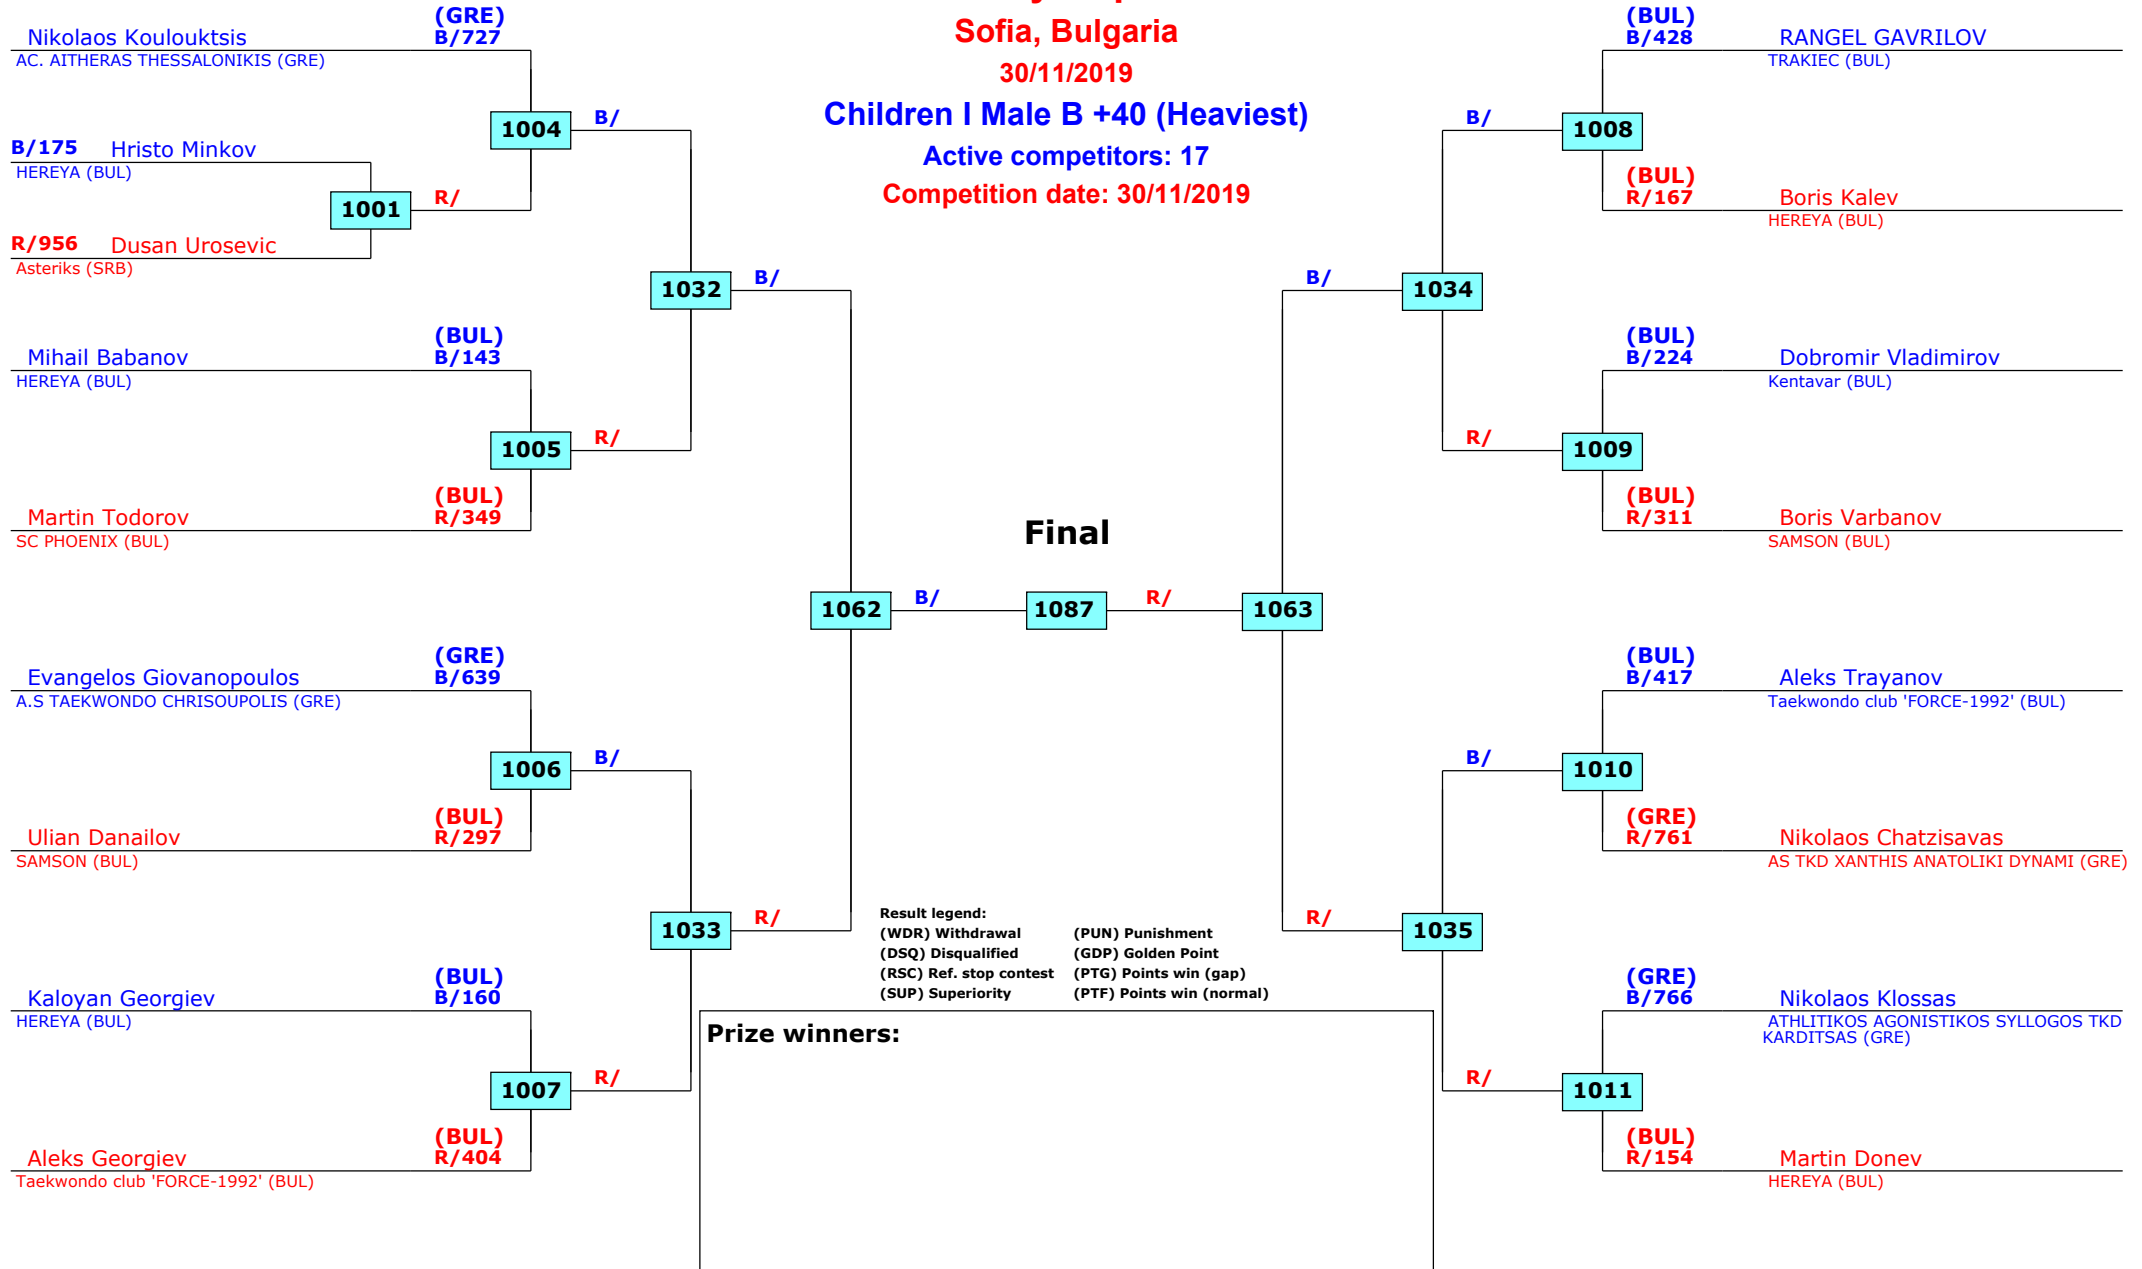 Sofia, Bulgaria
30/11/2019
Children I Male B +40 (Heaviest)
Active competitors: 17
Competition date: 30/11/2019
(GRE)
Nikolaos Koulouktsis B/727
AC. AITHERAS THESSALONIKIS (GRE)
1004 B/
B/175 Hristo Minkov
HEREYA (BUL)
1001 R/
R/956 Dusan Urosevic
Asteriks (SRB)
1032 B/
(BUL)
Mihail Babanov B/143
HEREYA (BUL)
1005 R/
(BUL)
Martin Todorov R/349
SC PHOENIX (BUL)
(GRE)
Evangelos Giovanopoulos B/639
A.S TAEKWONDO CHRISOUPOLIS (GRE)
1006 B/
(BUL)
Ulian Danailov R/297
SAMSON (BUL)
1033 R/
(BUL)
Kaloyan Georgiev B/160
HEREYA (BUL)
1007 R/
(BUL)
Aleks Georgiev R/404
Taekwondo club 'FORCE-1992' (BUL)
Final
1062 B/ 1087 R/ 1063
(BUL)
B/428 RANGEL GAVRILOV
TRAKIEC (BUL)
B/ 1008
(BUL)
R/167 Boris Kalev
HEREYA (BUL)
B/ 1034
(BUL)
B/224 Dobromir Vladimirov
Kentavar (BUL)
R/ 1009
(BUL)
R/311 Boris Varbanov
SAMSON (BUL)
(BUL)
B/417 Aleks Trayanov
Taekwondo club 'FORCE-1992' (BUL)
B/ 1010
(GRE)
R/761 Nikolaos Chatzisavas
AS TKD XANTHIS ANATOLIKI DYNAMI (GRE)
R/ 1035
(GRE)
B/766 Nikolaos Klossas
ATHLITIKOS AGONISTIKOS SYLLOGOS TKD
KARDITSAS (GRE)
R/ 1011
(BUL)
R/154 Martin Donev
HEREYA (BUL)
Result legend:
(WDR) Withdrawal (PUN) Punishment
(DSQ) Disqualified (GDP) Golden Point
(RSC) Ref. stop contest (PTG) Points win (gap)
(SUP) Superiority (PTF) Points win (normal)
Prize winners: